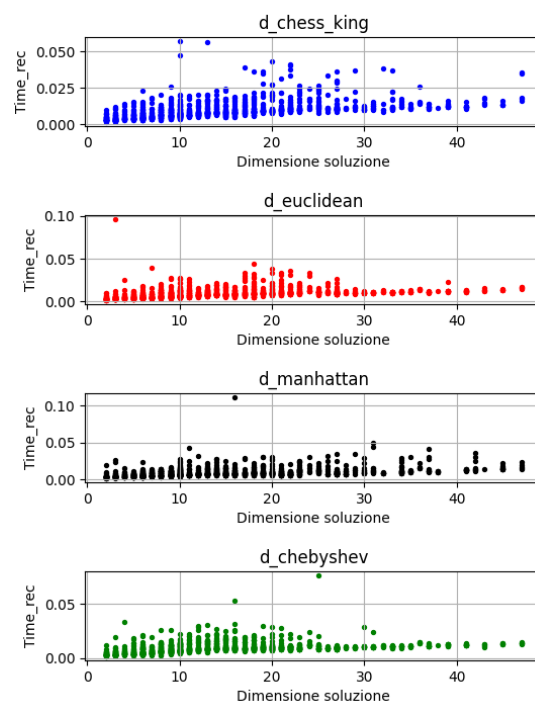 d_chess_king
0.050
0.025
0.000
Time_rec
0 10 20 30 40
Dimensione soluzione
d_euclidean
0.10
0.05
0.00
Time_rec
0 10 20 30 40
Dimensione soluzione
d_manhattan
0.10
0.05
0.00
Time_rec
0 10 20 30 40
Dimensione soluzione
d_chebyshev
0.05
0.00
Time_rec
0 10 20 30 40
Dimensione soluzione